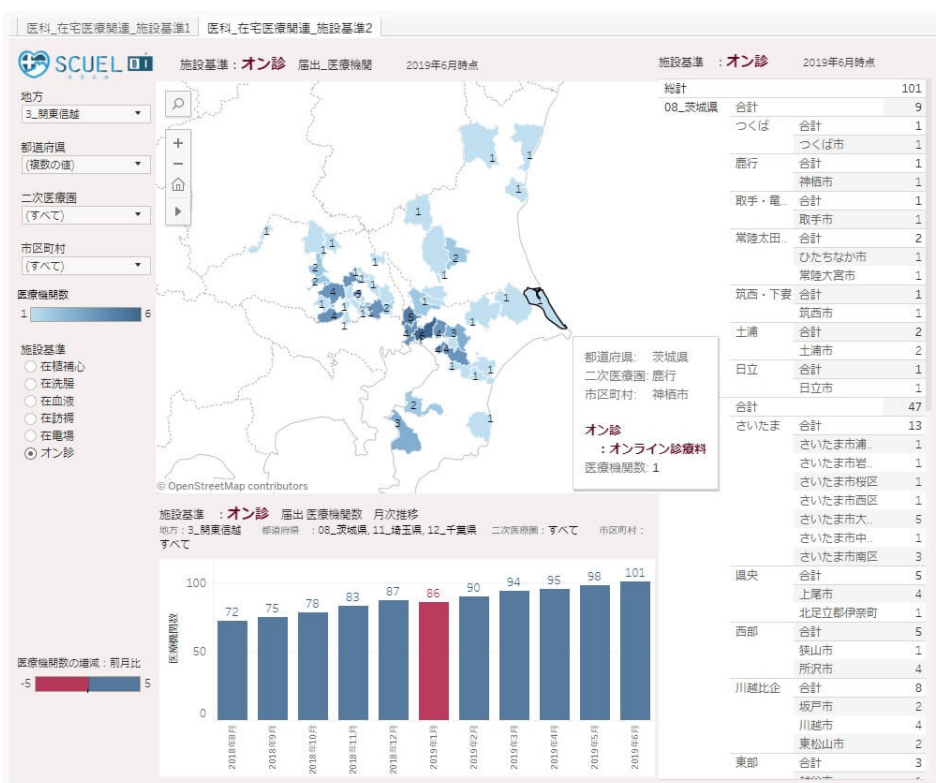 医科_在宅医療関連_施設基準1
医科_在宅医療関連_施設基準2
SCUEL DI
施設基準：オン診 届出_医療機関 2019年6月時点
地方
3_関東信越
都道府県
(複数の値)
二次医療圏
(すべて)
市区町村
(すべて)
医療機関数
1 6
施設基準
在植補心
在洗腸
在血液
在訪褥
在電場
オン診
医療機関数の増減：前月比
-5 5
都道府県: 茨城県
二次医療圏: 鹿行
市区町村: 神栖市
オン診
：オンライン診療料
医療機関数: 1
© OpenStreetMap contributors
施設基準 ：オン診 届出 医療機関数 月次推移
地方：3_関東信越 都道府県 ：08_茨城県, 11_埼玉県, 12_千葉県 二次医療圏：すべて 市区町村：
すべて
医療機関数
100
50
0
72 75 78 83 87 86 90 94 95 98 101
2018年8月 2018年9月 2018年10月 2018年11月 2018年12月 2019年1月 2019年2月 2019年3月 2019年4月 2019年5月 2019年6月
施設基準 ：オン診 2019年6月時点
総計 101
08_茨城県 合計 9
つくば 合計 1
つくば市 1
鹿行 合計 1
神栖市 1
取手・竜.. 合計 1
取手市 1
常陸太田.. 合計 2
ひたちなか市 1
常陸大宮市 1
筑西・下妻 合計 1
筑西市 1
土浦 合計 2
土浦市 2
日立 合計 1
日立市 1
合計 47
さいたま 合計 13
さいたま市浦.. 1
さいたま市岩.. 1
さいたま市桜区 1
さいたま市西区 1
さいたま市大.. 5
さいたま市中.. 1
さいたま市南区 3
県央 合計 5
上尾市 4
北足立郡伊奈町 1
西部 合計 5
狭山市 1
所沢市 4
川越比企 合計 8
坂戸市 2
川越市 4
東松山市 2
東部 合計 3